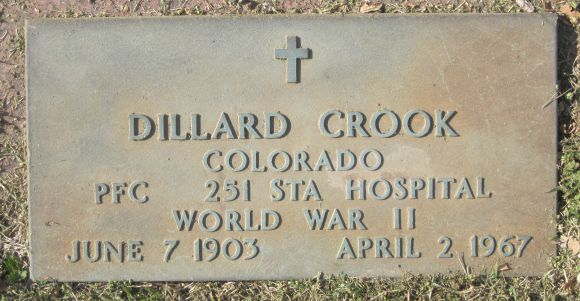 DILLARD CROOK
COLORADO
PFC 251 STA HOSPITAL
WORLD WAR II
JUNE 7 1903 APRIL 2 1967